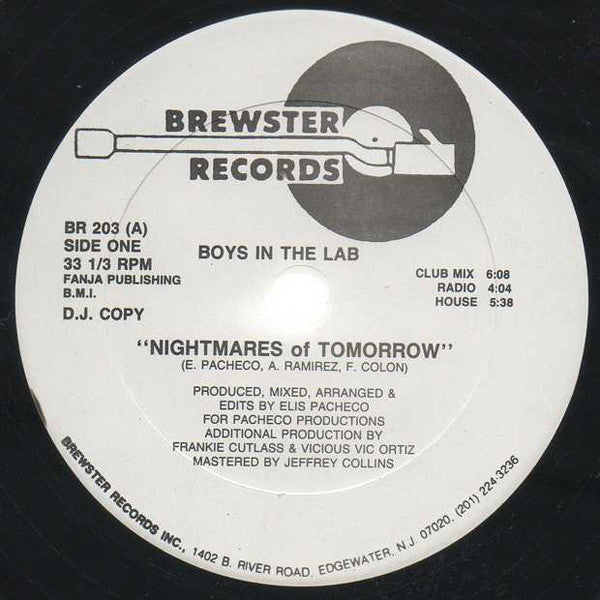 BREWSTER
RECORDS
BR 203 (A)
SIDE ONE
33 1/3 RPM
FANJA PUBLISHING
B.M.I.
D.J. COPY
BOYS IN THE LAB
CLUB MIX 6:08
RADIO 4:04
HOUSE 5:38
"NIGHTMARES of TOMORROW"
(E. PACHECO, A. RAMIREZ, F. COLON)
PRODUCED, MIXED, ARRANGED &
EDITS BY ELIS PACHECO
FOR PACHECO PRODUCTIONS
ADDITIONAL PRODUCTION BY
FRANKIE CUTLASS & VICIOUS VIC ORTIZ
MASTERED BY JEFFREY COLLINS
BREWSTER RECORDS INC., 1402 B. RIVER ROAD, EDGEWATER, N.J. 07020. (201) 224-3236